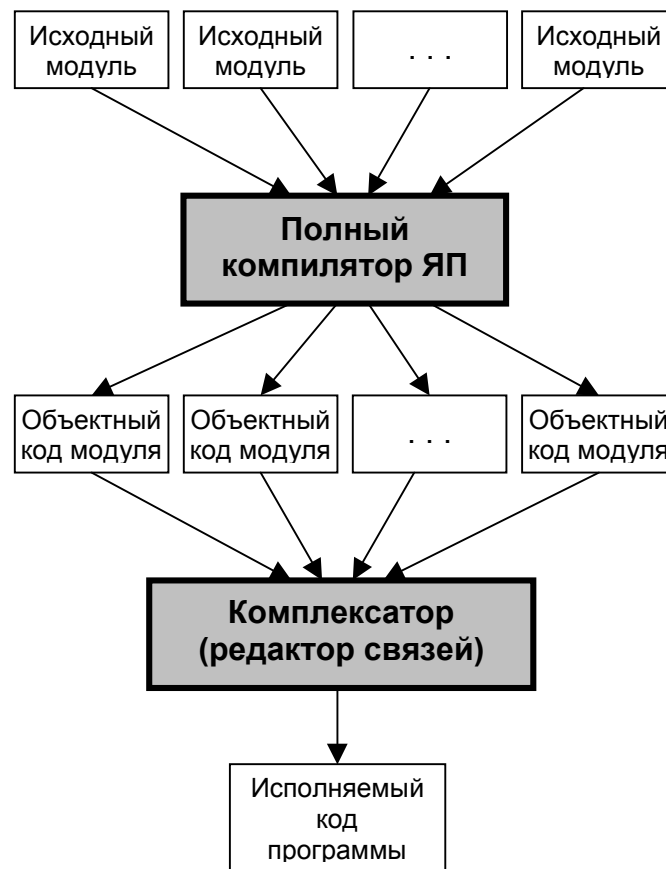 Исходный
модуль
Исходный
модуль
. . .
Исходный
модуль
Полный
компилятор ЯП
Объектный
код модуля
Объектный
код модуля
. . .
Объектный
код модуля
Комплексатор
(редактор связей)
Исполняемый
код
программы